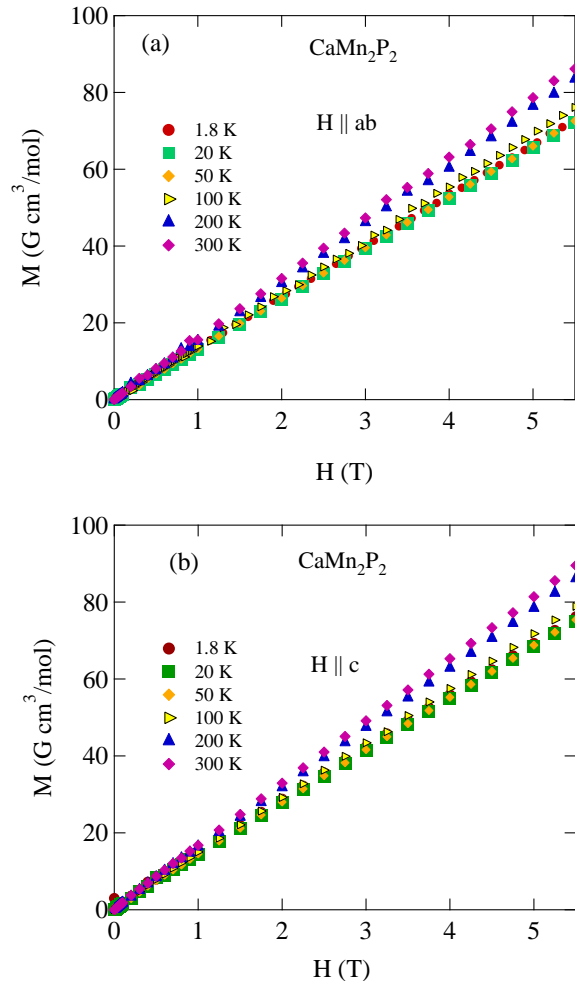 (a)
CaMn₂P₂
H || ab
1.8 K
20 K
50 K
100 K
200 K
300 K
M (G cm³/mol)
100
80
60
40
20
0
0 1 2 3 4 5
H (T)
(b)
CaMn₂P₂
H || c
1.8 K
20 K
50 K
100 K
200 K
300 K
M (G cm³/mol)
100
80
60
40
20
0
0 1 2 3 4 5
H (T)